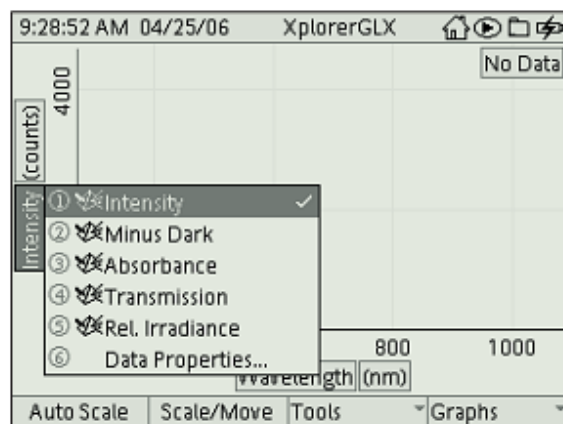 9:28:52 AM 04/25/06 XplorerGLX
No Data
4000
Intensity (counts)
① Intensity ✓
② Minus Dark
③ Absorbance
④ Transmission
⑤ Rel. Irradiance
⑥ Data Properties...
800 1000
Wavelength (nm)
Auto Scale Scale/Move Tools Graphs